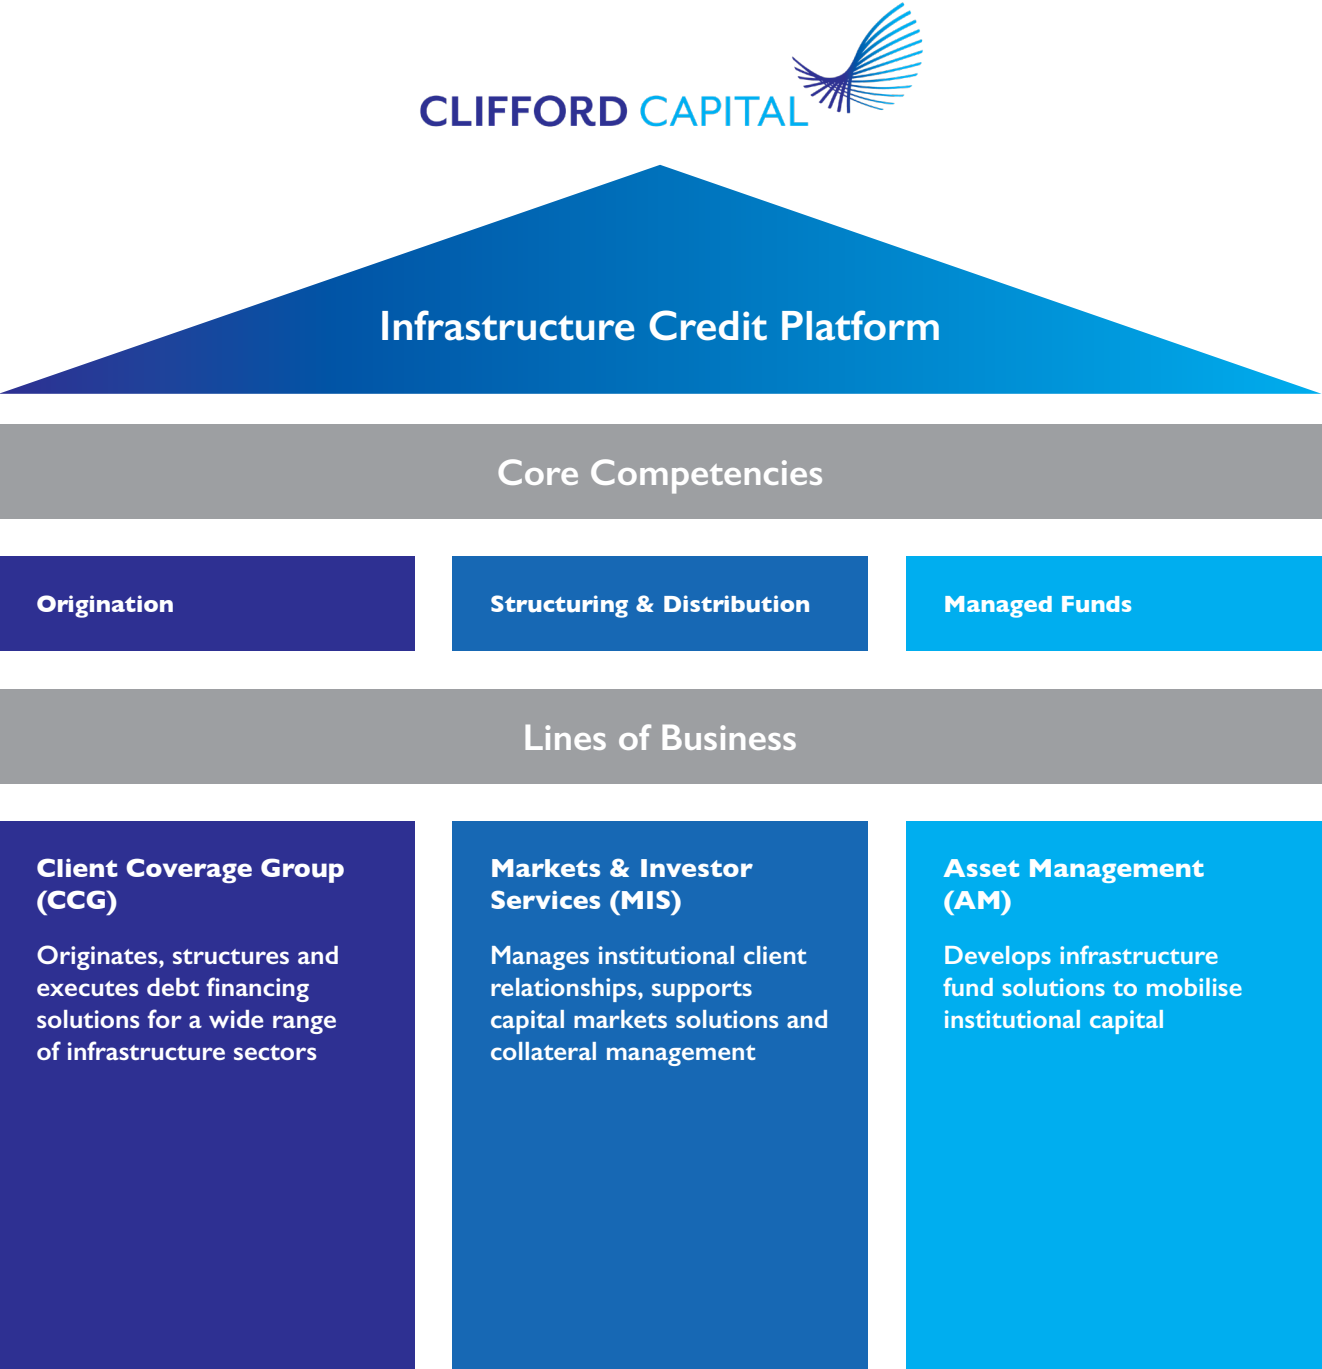 CLIFFORD CAPITAL
Infrastructure Credit Platform
Core Competencies
Origination
Structuring & Distribution
Managed Funds
Lines of Business
Client Coverage Group
(CCG)
Originates, structures and
executes debt financing
solutions for a wide range
of infrastructure sectors
Markets & Investor
Services (MIS)
Manages institutional client
relationships, supports
capital markets solutions and
collateral management
Asset Management
(AM)
Develops infrastructure
fund solutions to mobilise
institutional capital